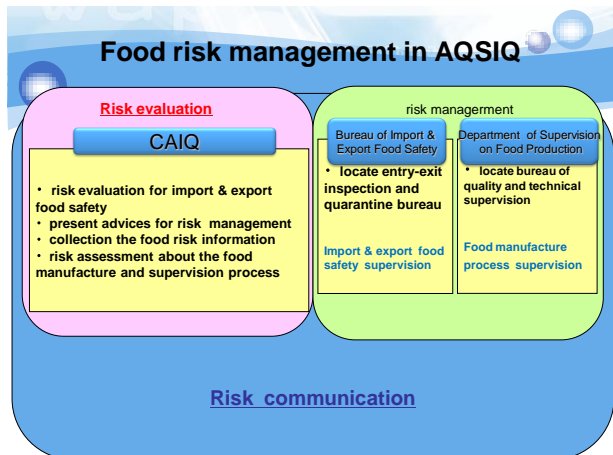 Food risk management in AQSIQ
Risk evaluation
CAIQ
· risk evaluation for import & export
food safety
· present advices for risk management
· collection the food risk information
· risk assessment about the food
manufacture and supervision process
risk managerment
Bureau of Import &
Export Food Safety
· locate entry-exit
inspection and
quarantine bureau
Import & export food
safety supervision
Department of Supervision
on Food Production
· locate bureau of
quality and technical
supervision
Food manufacture
process supervision
Risk communication